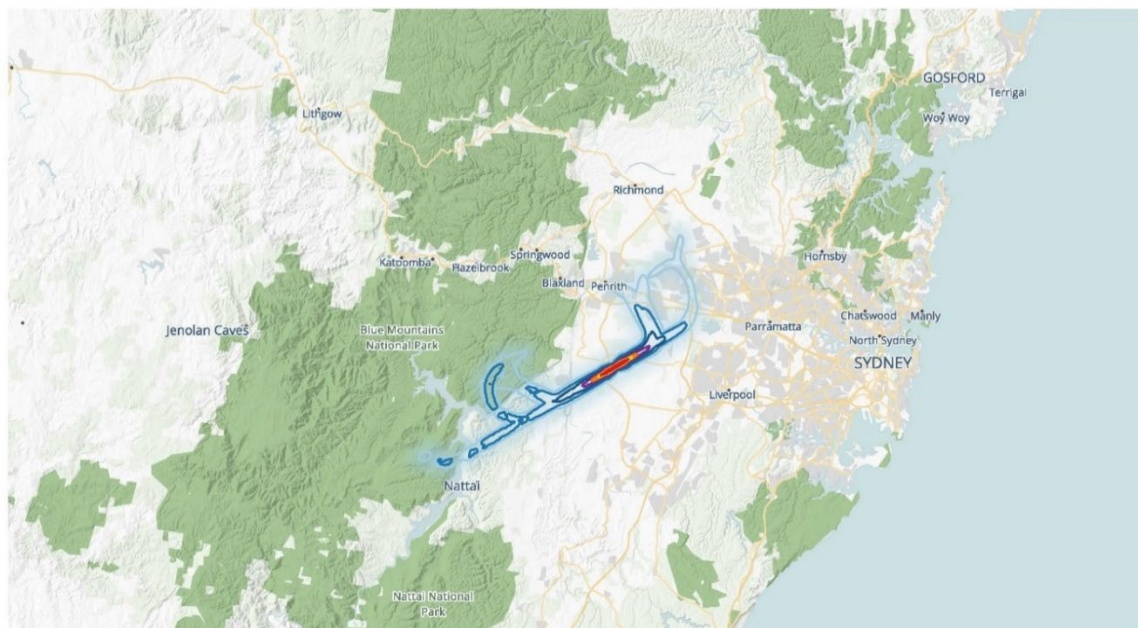 GOSFORD
Terrigal
Lithgow
Woy Woy
Richmond
Springwood
Hornsby
Katoomba
Hazelbrook
Blaxland
Penrith
Chatswood
Manly
Jenolan Caves
Parramatta
Blue Mountains
National Park
North Sydney
SYDNEY
Liverpool
Nattai
Nattai National
Park